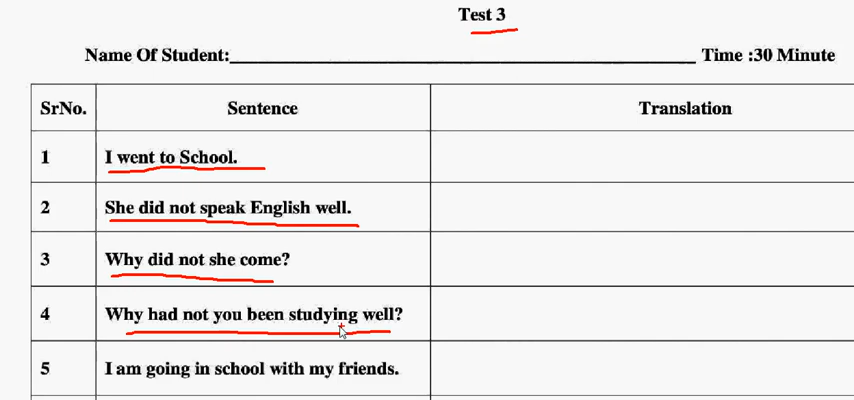 Test 3
Name Of Student: Time :30 Minute
SrNo. Sentence Translation
1 I went to School.
2 She did not speak English well.
3 Why did not she come?
4 Why had not you been studying well?
5 I am going in school with my friends.